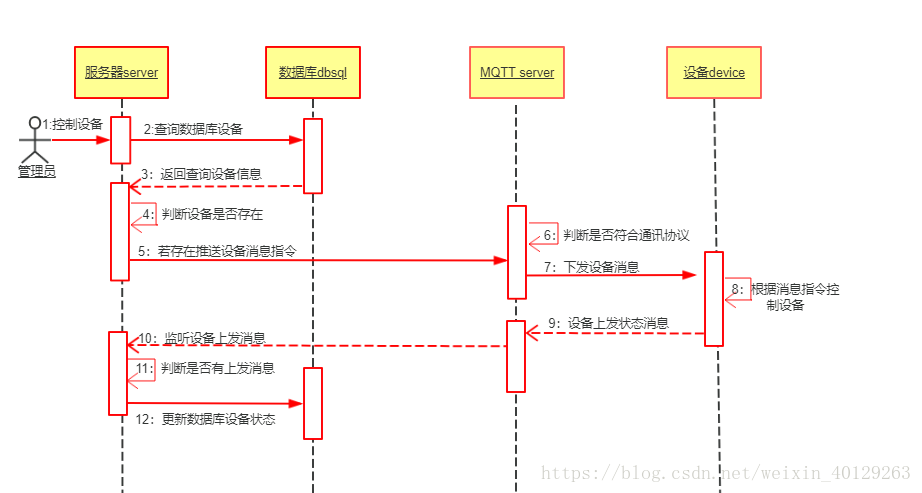 服务器server
数据库dbsql
MQTT server
设备device
1:控制设备
2:查询数据库设备
管理员
3：返回查询设备信息
4：判断设备是否存在
5：若存在推送设备消息指令
6：判断是否符合通讯协议
7：下发设备消息
8：根据消息指令控
制设备
9：设备上发状态消息
10：监听设备上发消息
11：判断是否有上发消息
12：更新数据库设备状态
https://blog.csdn.net/weixin_40129263